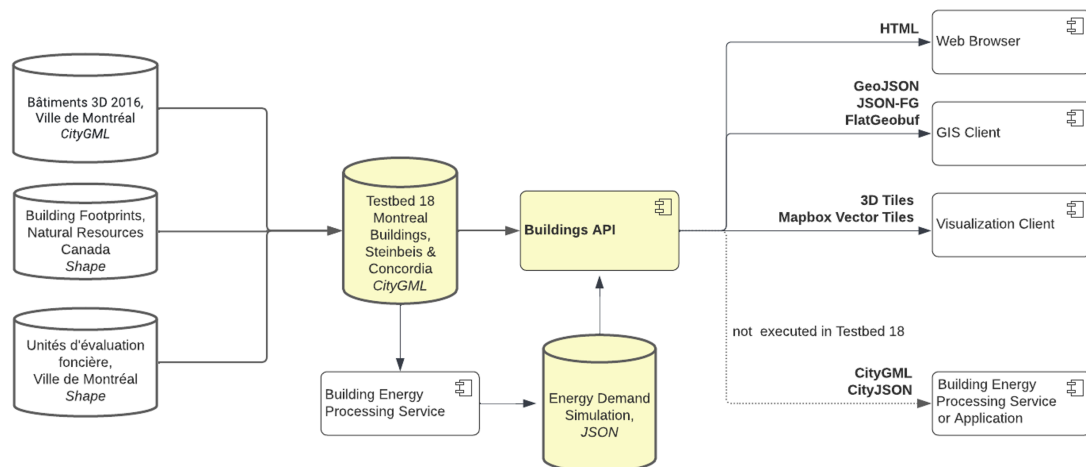 Bâtiments 3D 2016,
Ville de Montréal
CityGML
Building Footprints,
Natural Resources
Canada
Shape
Unités d'évaluation
foncière,
Ville de Montréal
Shape
Testbed 18
Montreal
Buildings,
Steinbeis &
Concordia
CityGML
Building Energy
Processing Service
Buildings API
Energy Demand
Simulation,
JSON
HTML
Web Browser
GeoJSON
JSON-FG
FlatGeobuf
GIS Client
3D Tiles
Mapbox Vector Tiles
Visualization Client
not executed in Testbed 18
CityGML
CityJSON
Building Energy
Processing Service
or Application